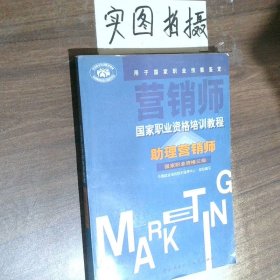 实图拍摄
用于国家职业技能鉴定
营销师
国家职业资格培训教程
助理营销师
国家职业资格三级
MARKETING